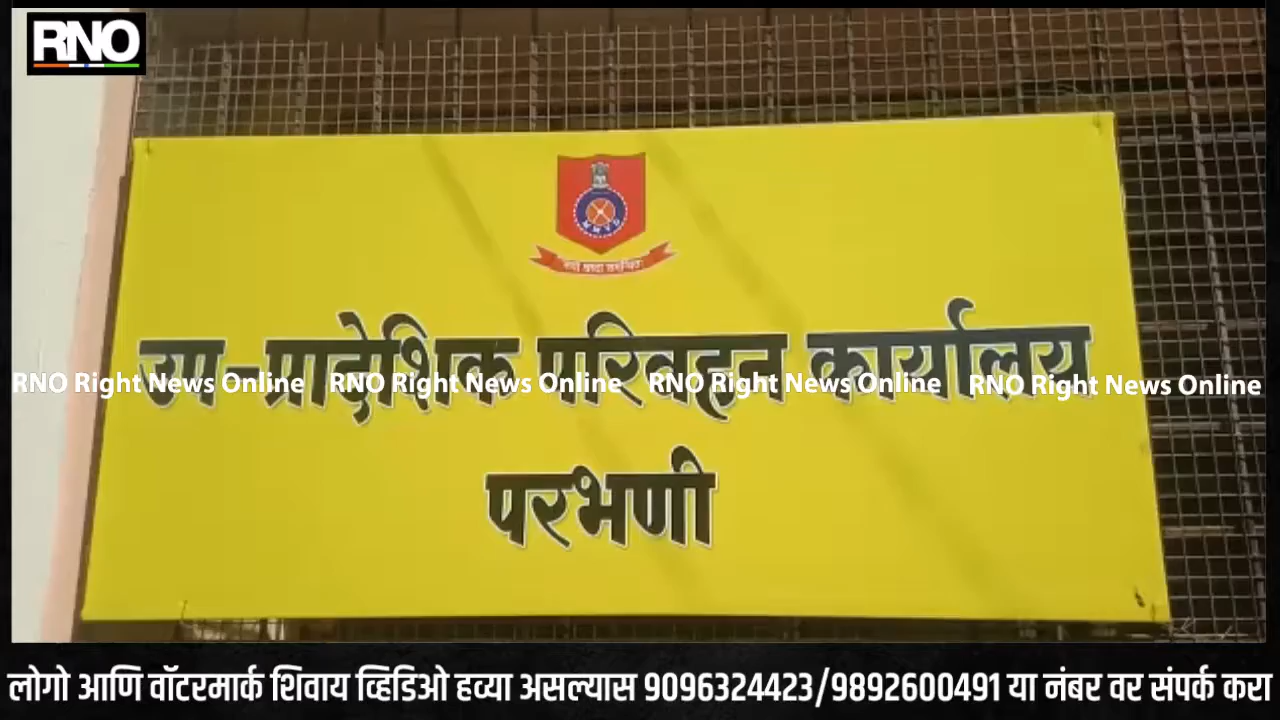 RNO
MMVD
उप-प्रादेशिक परिवहन कार्यालय
RNO Right News Online RNO Right News Online RNO Right News Online RNO Right News Online
परभणी
लोगो आणि वॉटरमार्क शिवाय व्हिडिओ हव्या असल्यास 9096324423/9892600491 या नंबर वर संपर्क करा